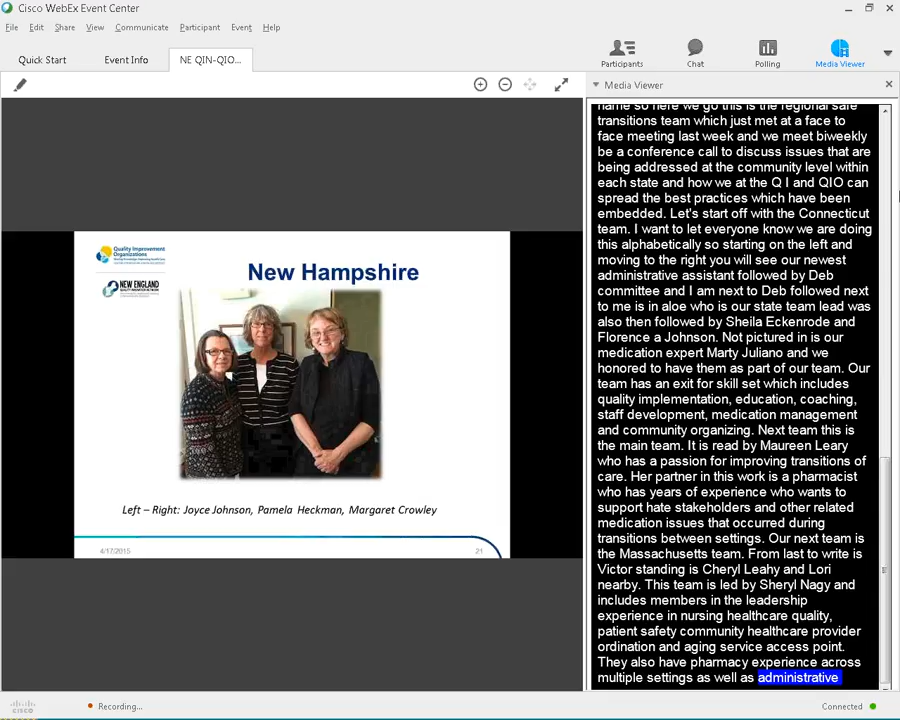 Cisco WebEx Event Center
File Edit Share View Communicate Participant Event Help
Quick Start Event Info NE QIN-QIO...
Participants Chat Polling Media Viewer
Media Viewer
name so here we go this is the regional safe
transitions team which just met at a face to
face meeting last week and we meet biweekly
be a conference call to discuss issues that are
being addressed at the community level within
each state and how we at the Q I and QIO can
spread the best practices which have been
embedded. Let's start off with the Connecticut
team. I want to let everyone know we are doing
this alphabetically so starting on the left and
moving to the right you will see our newest
administrative assistant followed by Deb
committee and I am next to Deb followed next
to me is in aloe who is our state team lead was
also then followed by Sheila Eckenrode and
Florence a Johnson. Not pictured in is our
medication expert Marty Juliano and we
honored to have them as part of our team. Our
team has an exit for skill set which includes
quality implementation, education, coaching,
staff development, medication management
and community organizing. Next team this is
the main team. It is read by Maureen Leary
who has a passion for improving transitions of
care. Her partner in this work is a pharmacist
who has years of experience who wants to
support hate stakeholders and other related
medication issues that occurred during
transitions between settings. Our next team is
the Massachusetts team. From last to write is
Victor standing is Cheryl Leahy and Lori
nearby. This team is led by Sheryl Nagy and
includes members in the leadership
experience in nursing healthcare quality,
patient safety community healthcare provider
ordination and aging service access point.
They also have pharmacy experience across
multiple settings as well as administrative
Quality Improvement
Organizations
NEW ENGLAND
New Hampshire
Left – Right: Joyce Johnson, Pamela Heckman, Margaret Crowley
4/17/2015
21
cisco
Recording...
Connected